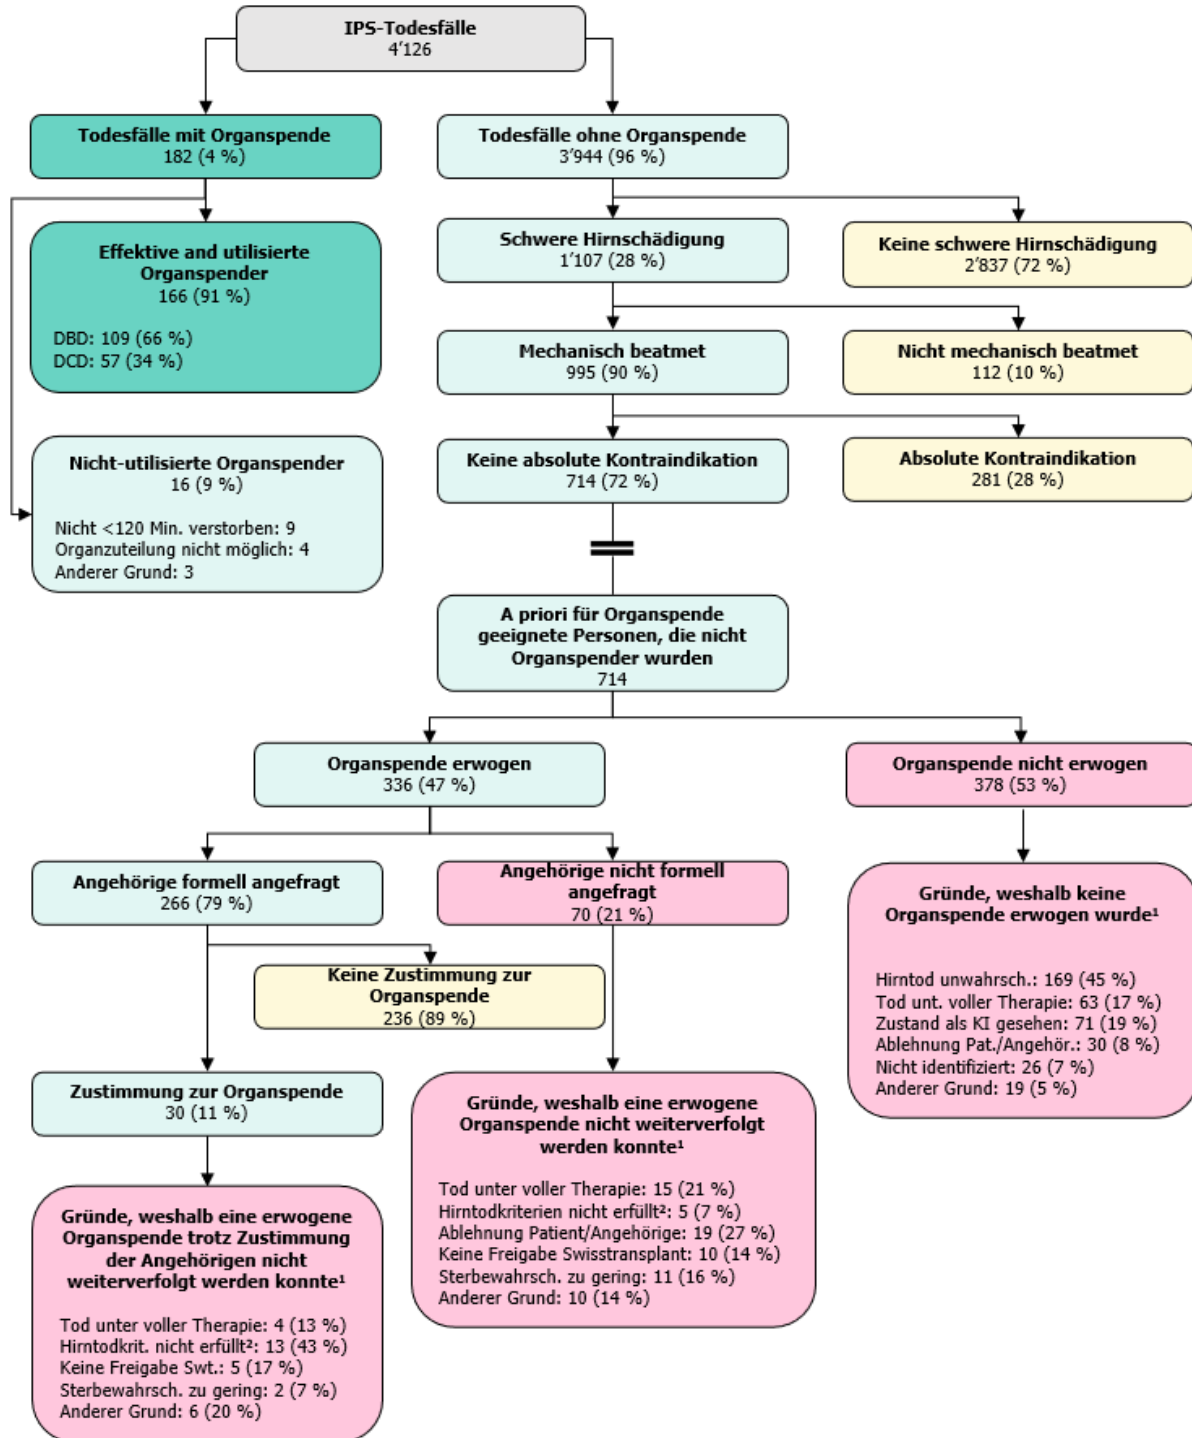 IPS-Todesfälle
4’126
Todesfälle mit Organspende
182 (4 %)
Todesfälle ohne Organspende
3’944 (96 %)
Effektive and utilisierte
Organspender
166 (91 %)
DBD: 109 (66 %)
DCD: 57 (34 %)
Schwere Hirnschädigung
1’107 (28 %)
Keine schwere Hirnschädigung
2’837 (72 %)
Mechanisch beatmet
995 (90 %)
Nicht mechanisch beatmet
112 (10 %)
Nicht-utilisierte Organspender
16 (9 %)
Nicht <120 Min. verstorben: 9
Organzuteilung nicht möglich: 4
Anderer Grund: 3
Keine absolute Kontraindikation
714 (72 %)
Absolute Kontraindikation
281 (28 %)
A priori für Organspende
geeignete Personen, die nicht
Organspender wurden
714
Organspende erwogen
336 (47 %)
Organspende nicht erwogen
378 (53 %)
Angehörige formell angefragt
266 (79 %)
Angehörige nicht formell
angefragt
70 (21 %)
Gründe, weshalb keine
Organspende erwogen wurde¹
Hirntod unwahrsch.: 169 (45 %)
Tod unt. voller Therapie: 63 (17 %)
Zustand als KI gesehen: 71 (19 %)
Ablehnung Pat./Angehör.: 30 (8 %)
Nicht identifiziert: 26 (7 %)
Anderer Grund: 19 (5 %)
Keine Zustimmung zur
Organspende
236 (89 %)
Zustimmung zur Organspende
30 (11 %)
Gründe, weshalb eine erwogene
Organspende nicht weiterverfolgt
werden konnte¹
Tod unter voller Therapie: 15 (21 %)
Hirntodkriterien nicht erfüllt²: 5 (7 %)
Ablehnung Patient/Angehörige: 19 (27 %)
Keine Freigabe Swisstransplant: 10 (14 %)
Sterbewahrsch. zu gering: 11 (16 %)
Anderer Grund: 10 (14 %)
Gründe, weshalb eine erwogene
Organspende trotz Zustimmung
der Angehörigen nicht
weiterverfolgt werden konnte¹
Tod unter voller Therapie: 4 (13 %)
Hirntodkrit. nicht erfüllt²: 13 (43 %)
Keine Freigabe Swt.: 5 (17 %)
Sterbewahrsch. zu gering: 2 (7 %)
Anderer Grund: 6 (20 %)